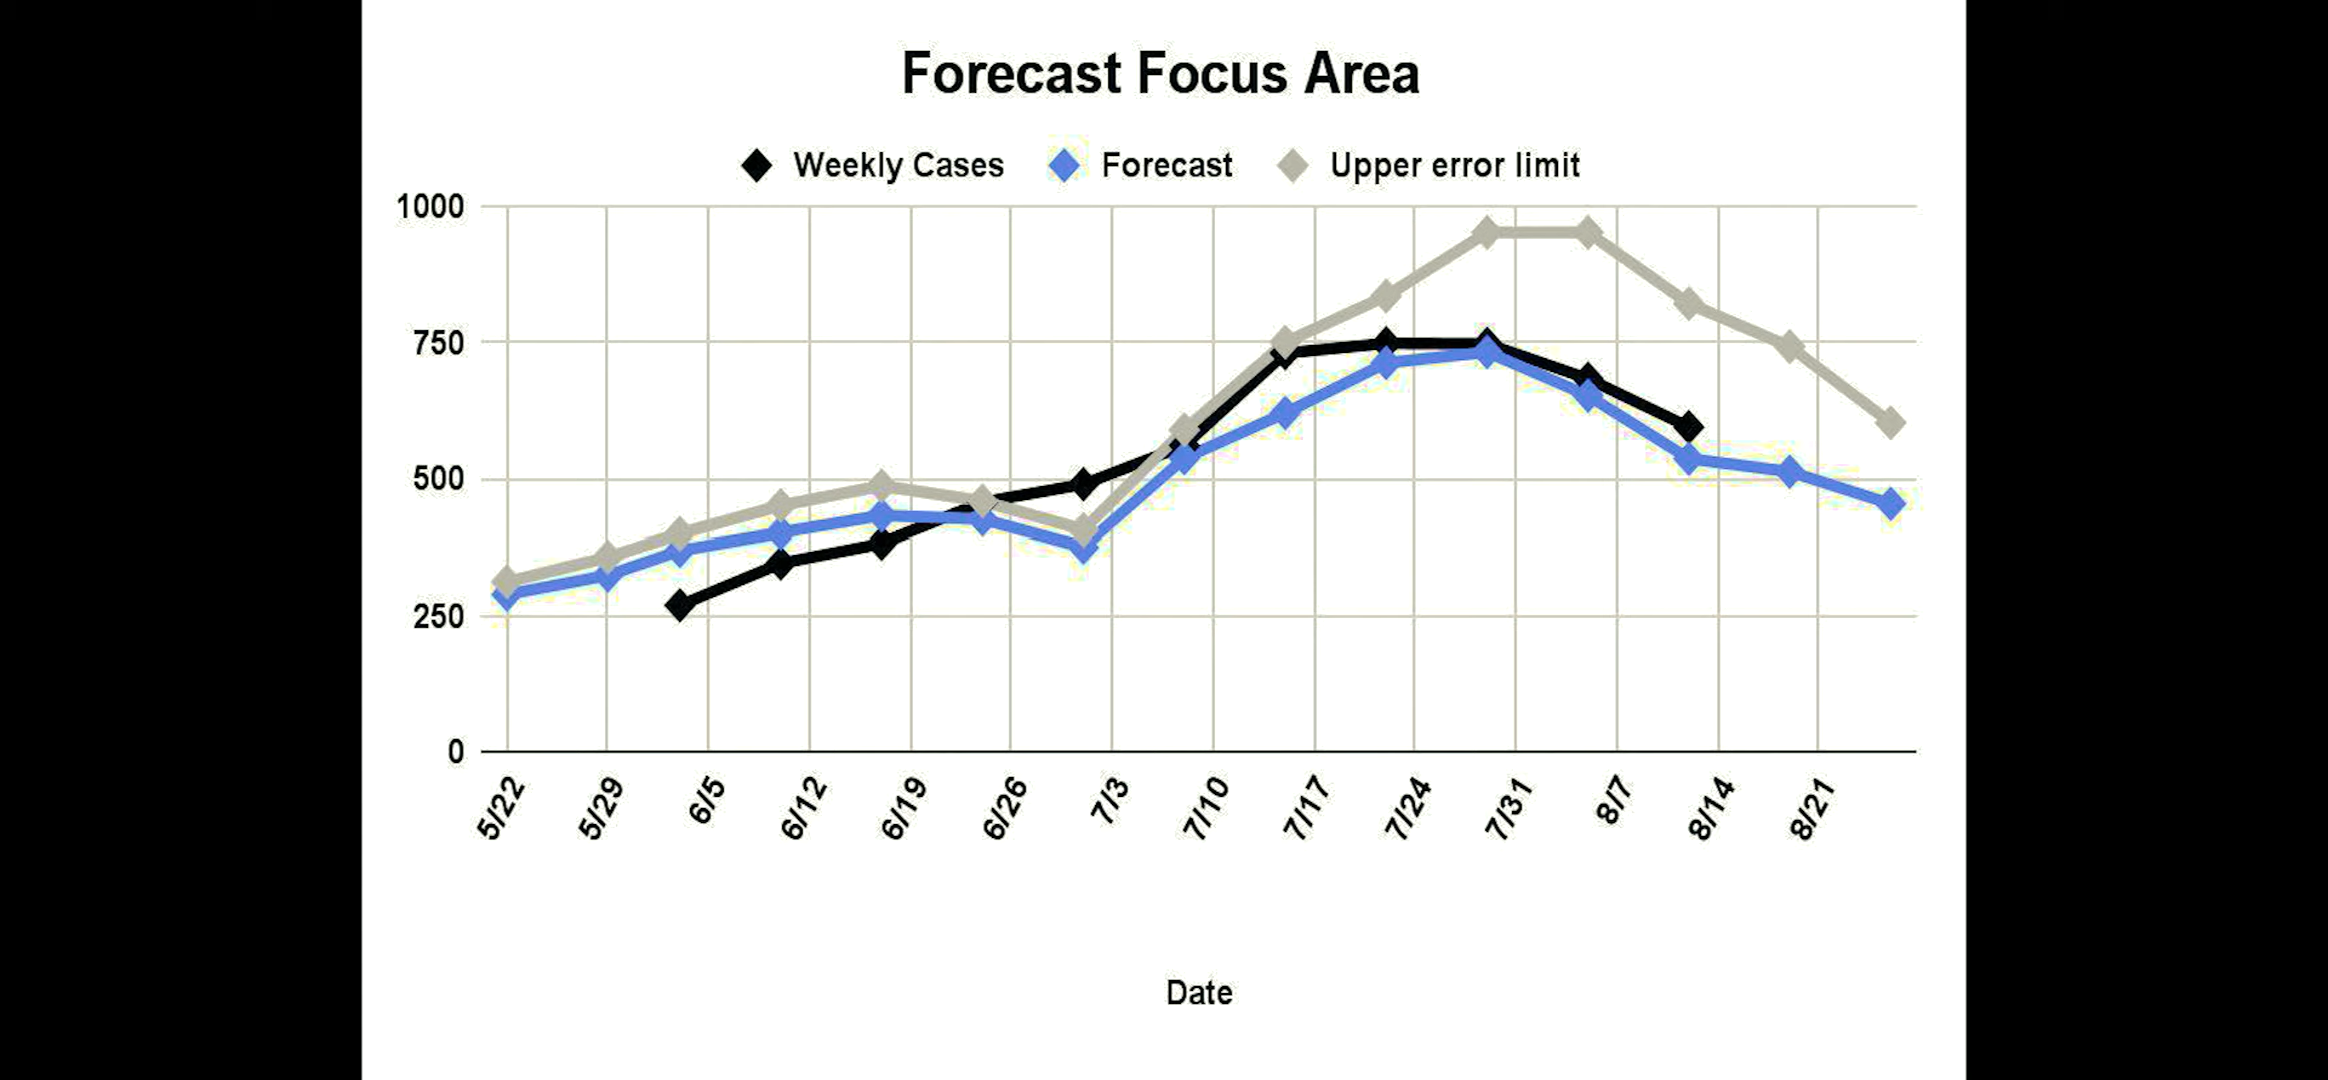 Forecast Focus Area
Weekly Cases Forecast Upper error limit
1000
750
500
250
0
5/22 5/29 6/5 6/12 6/19 6/26 7/3 7/10 7/17 7/24 7/31 8/7 8/14 8/21
Date